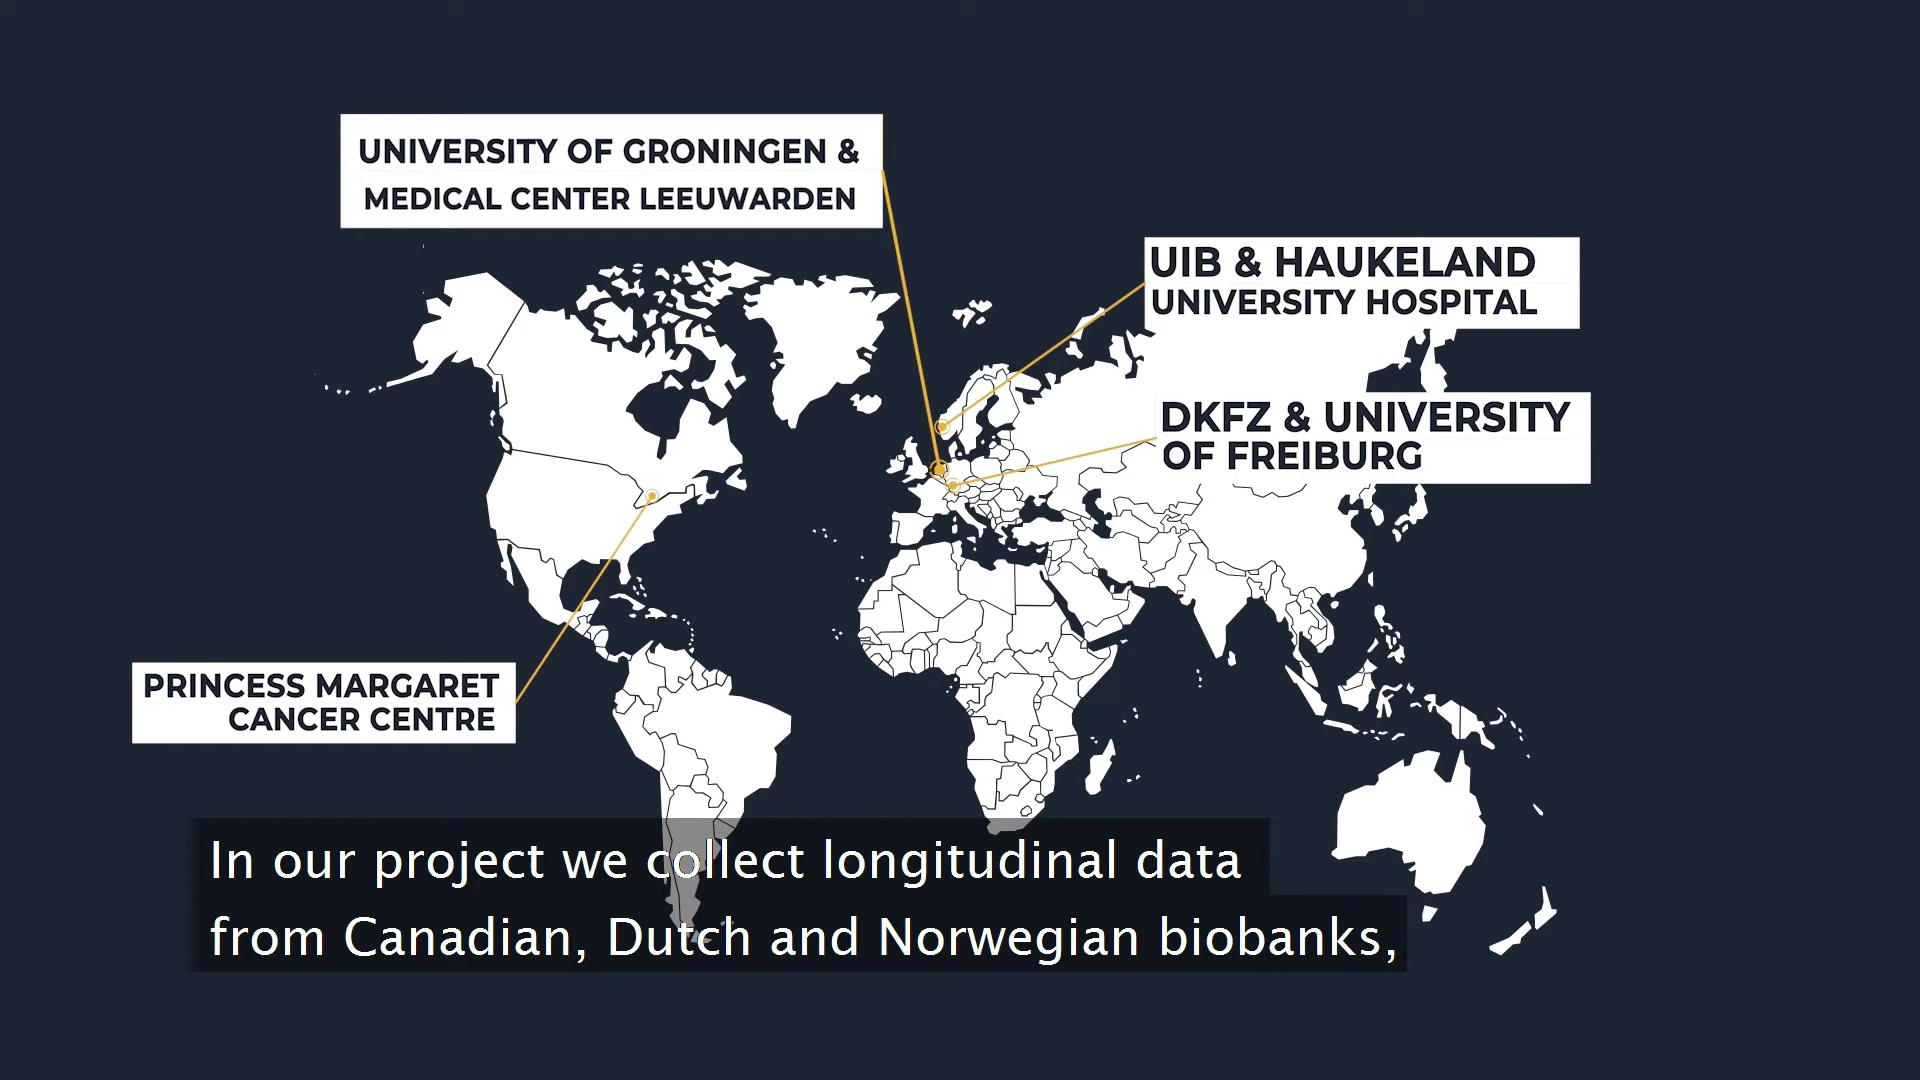 UNIVERSITY OF GRONINGEN &
MEDICAL CENTER LEEUWARDEN
UIB & HAUKELAND
UNIVERSITY HOSPITAL
DKFZ & UNIVERSITY
OF FREIBURG
PRINCESS MARGARET
CANCER CENTRE
In our project we collect longitudinal data
from Canadian, Dutch and Norwegian biobanks,